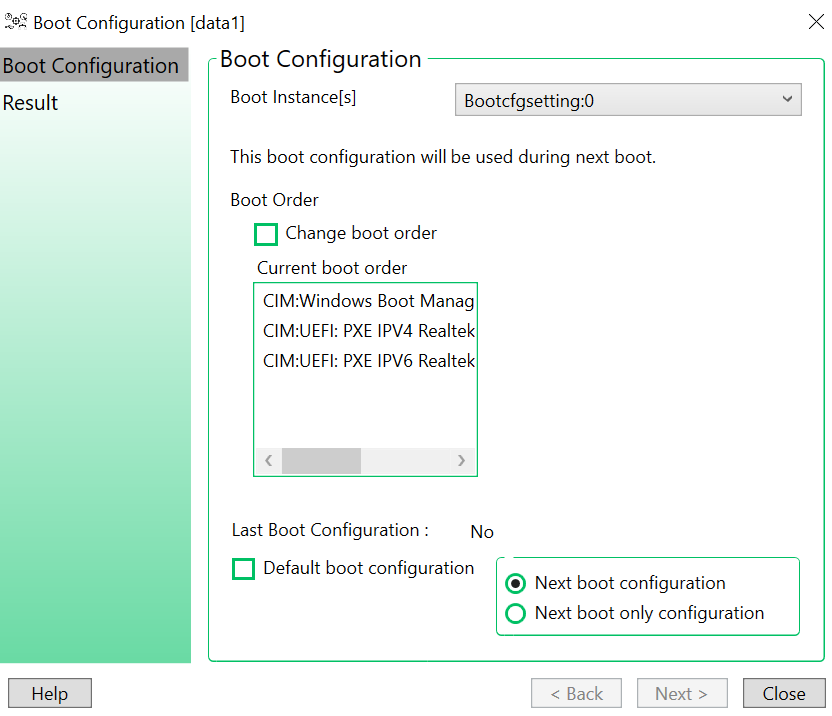 Boot Configuration [data1]
Boot Configuration
Result
Boot Configuration
Boot Instance[s]
Bootcfgsetting:0
This boot configuration will be used during next boot.
Boot Order
Change boot order
Current boot order
CIM:Windows Boot Manag
CIM:UEFI: PXE IPV4 Realtek
CIM:UEFI: PXE IPV6 Realtek
Last Boot Configuration : No
Default boot configuration
Next boot configuration
Next boot only configuration
Help
< Back
Next >
Close